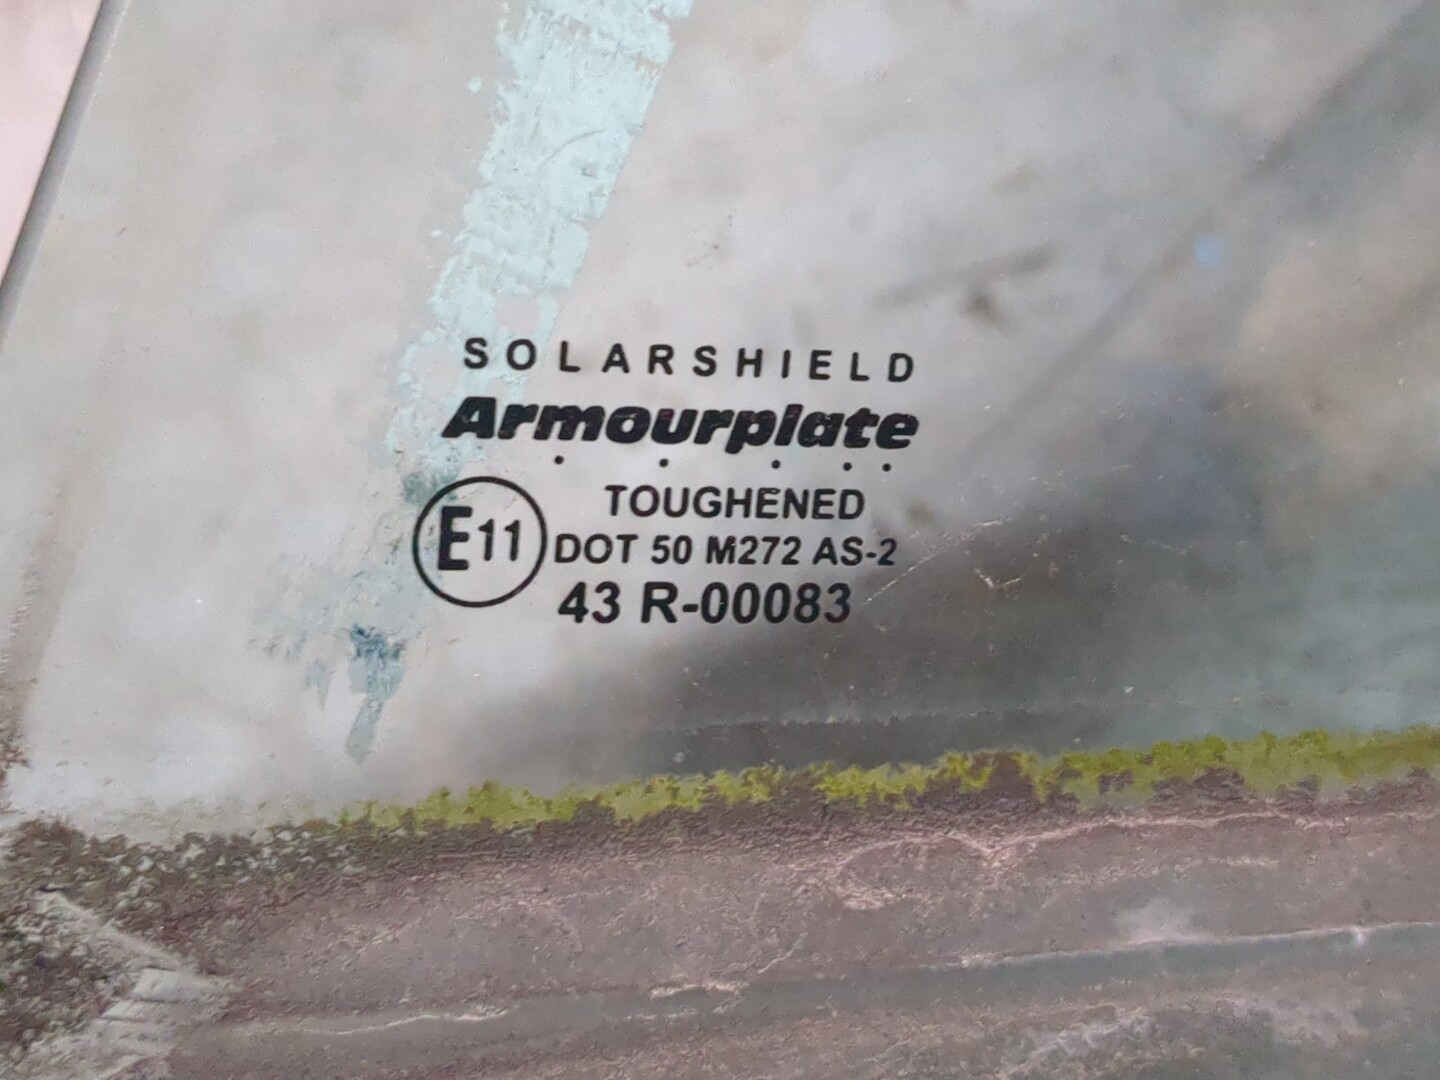 SOLARSHIELD
Armourplate
TOUGHENED
E11
DOT 50 M272 AS-2
43 R-00083